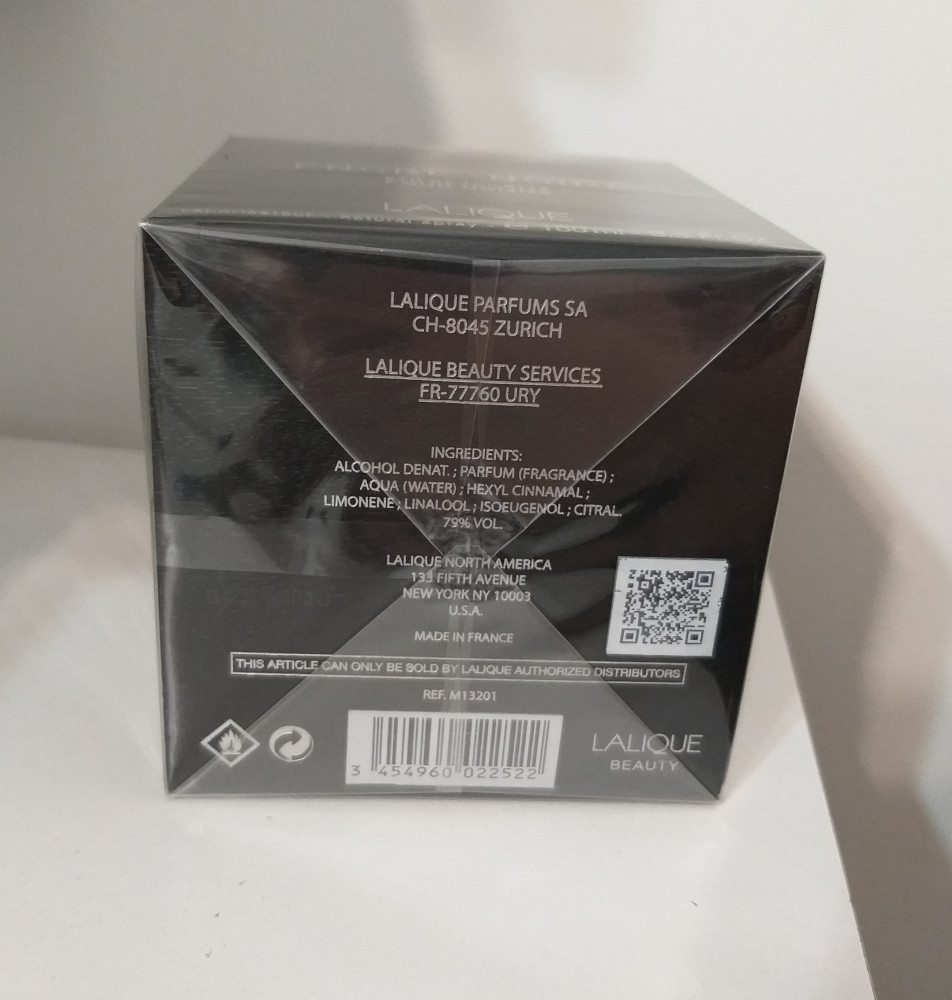 LALIQUE
natural spray
LALIQUE PARFUMS SA
CH-8045 ZURICH
LALIQUE BEAUTY SERVICES
FR-77760 URY
INGREDIENTS:
ALCOHOL DENAT. ; PARFUM (FRAGRANCE) ;
AQUA (WATER) ; HEXYL CINNAMAL ;
LIMONENE ; LINALOOL ; ISOEUGENOL ; CITRAL.
79% VOL.
LALIQUE NORTH AMERICA
133 FIFTH AVENUE
NEW YORK NY 10003
U.S.A.
MADE IN FRANCE
THIS ARTICLE CAN ONLY BE SOLD BY LALIQUE AUTHORIZED DISTRIBUTORS
REF. M13201
3 454960 022522
LALIQUE
BEAUTY